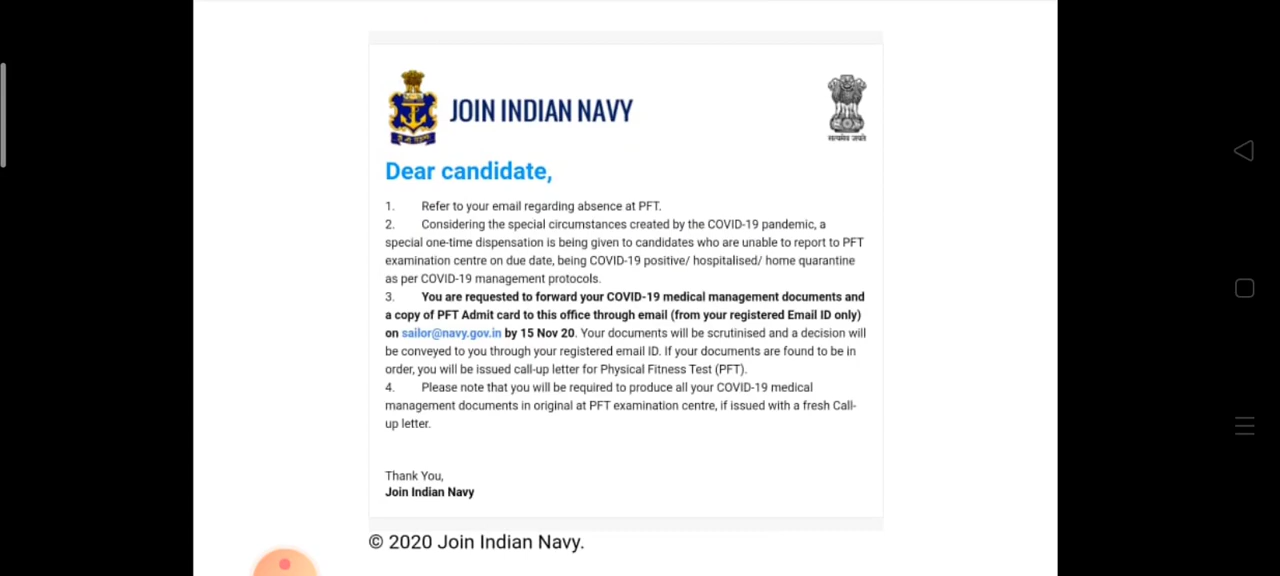 JOIN INDIAN NAVY
सत्यमेव जयते
Dear candidate,
1. Refer to your email regarding absence at PFT.
2. Considering the special circumstances created by the COVID-19 pandemic, a
special one-time dispensation is being given to candidates who are unable to report to PFT
examination centre on due date, being COVID-19 positive/ hospitalised/ home quarantine
as per COVID-19 management protocols.
3. You are requested to forward your COVID-19 medical management documents and
a copy of PFT Admit card to this office through email (from your registered Email ID only)
on sailor@navy.gov.in by 15 Nov 20. Your documents will be scrutinised and a decision will
be conveyed to you through your registered email ID. If your documents are found to be in
order, you will be issued call-up letter for Physical Fitness Test (PFT).
4. Please note that you will be required to produce all your COVID-19 medical
management documents in original at PFT examination centre, if issued with a fresh Call-
up letter.
Thank You,
Join Indian Navy
© 2020 Join Indian Navy.